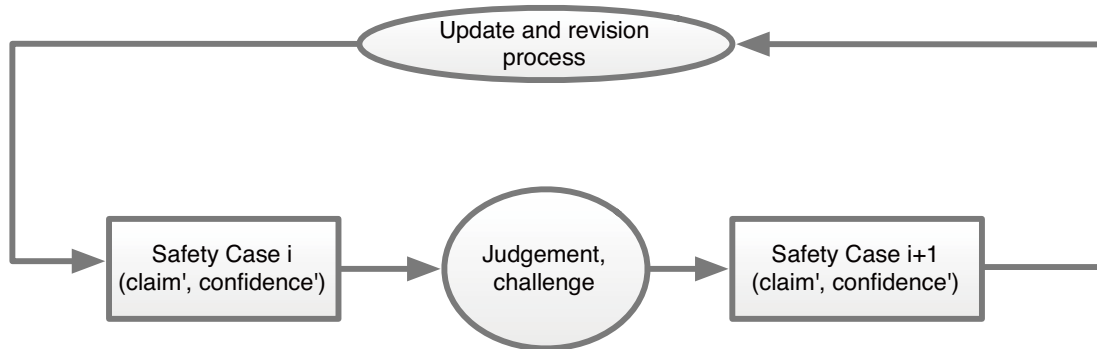 Update and revision
process
Safety Case i
(claim', confidence')
Judgement,
challenge
Safety Case i+1
(claim', confidence')